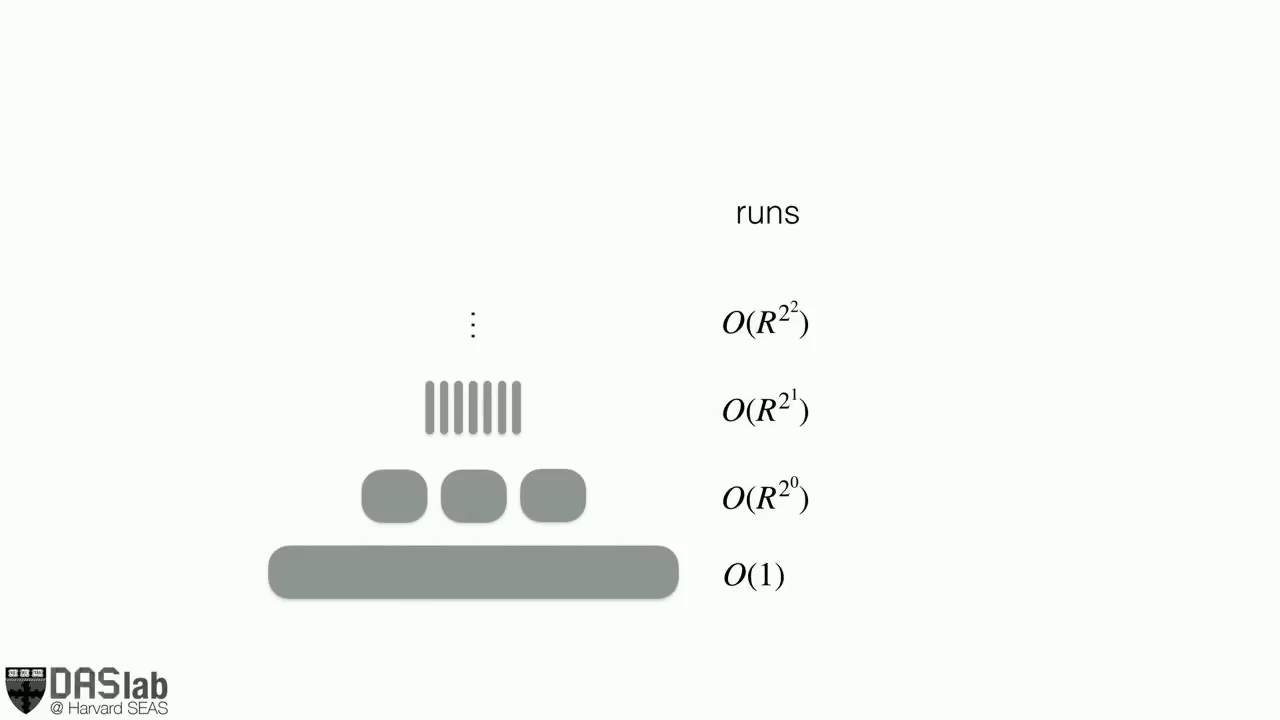 runs
⋮
O(R^{2^2})
O(R^{2^1})
O(R^{2^0})
O(1)
DASlab
@ Harvard SEAS